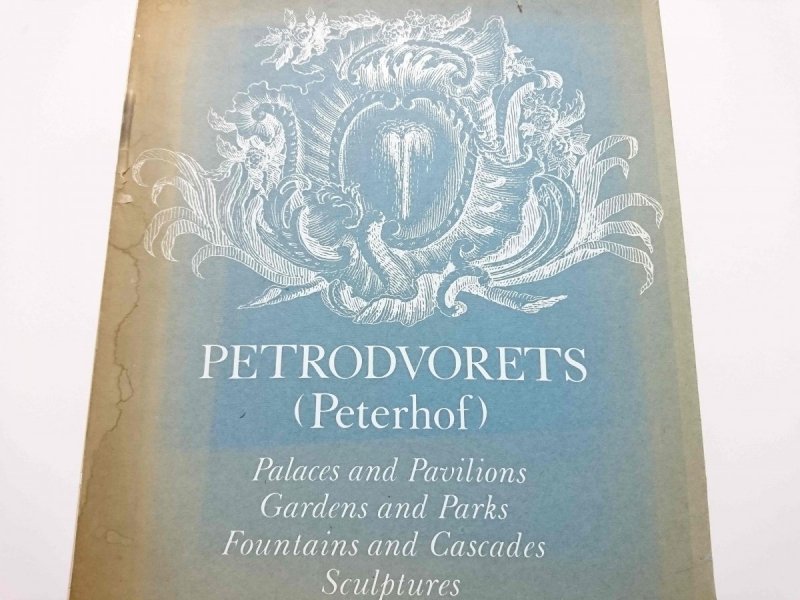 PETRODVORETS
(Peterhof)
Palaces and Pavilions
Gardens and Parks
Fountains and Cascades
Sculptures